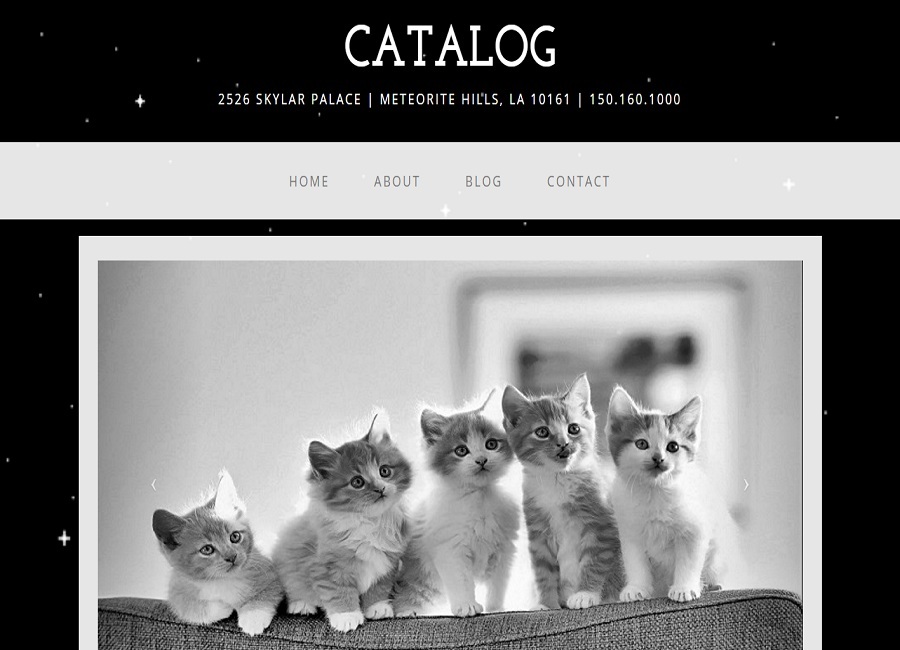 CATALOG
2526 SKYLAR PALACE | METEORITE HILLS, LA 10161 | 150.160.1000
HOME ABOUT BLOG CONTACT